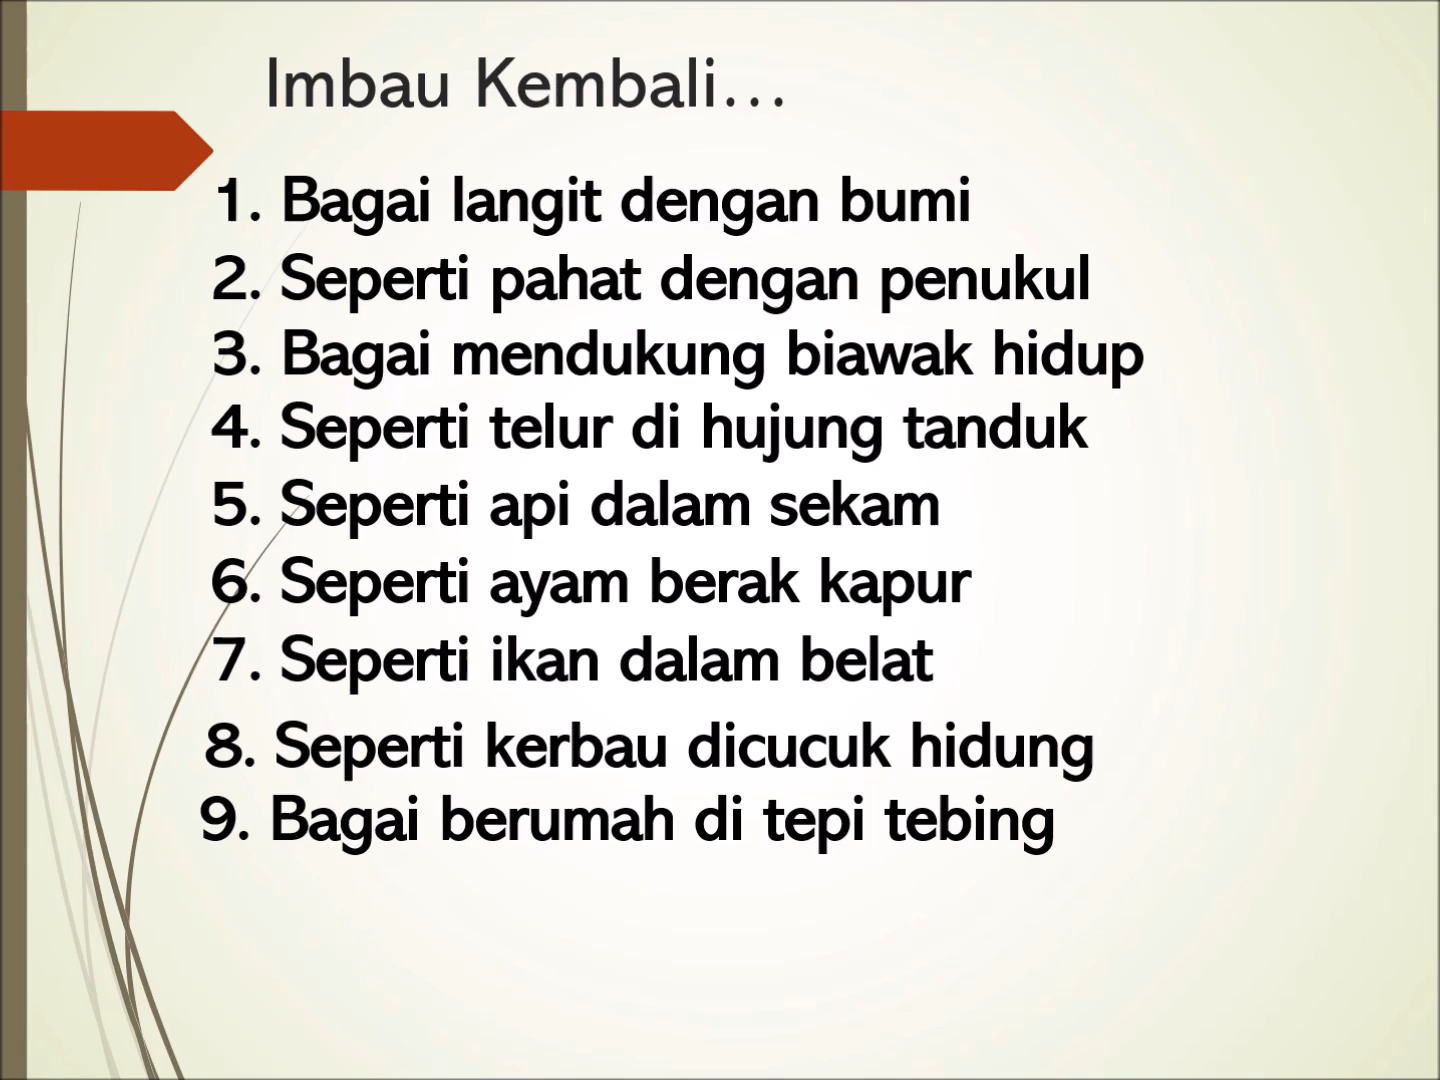 Imbau Kembali...
1. Bagai langit dengan bumi
2. Seperti pahat dengan penukul
3. Bagai mendukung biawak hidup
4. Seperti telur di hujung tanduk
5. Seperti api dalam sekam
6. Seperti ayam berak kapur
7. Seperti ikan dalam belat
8. Seperti kerbau dicucuk hidung
9. Bagai berumah di tepi tebing